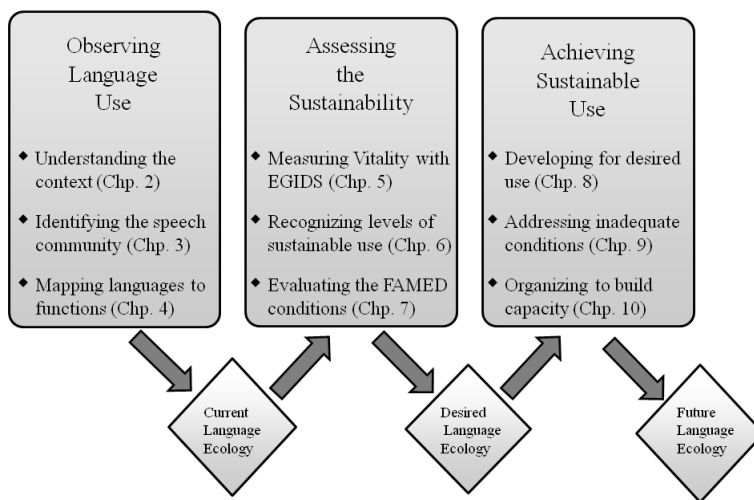 Observing
Language
Use
◆ Understanding the
context (Chp. 2)
◆ Identifying the speech
community (Chp. 3)
◆ Mapping languages to
functions (Chp. 4)
Assessing
the
Sustainability
◆ Measuring Vitality with
EGIDS (Chp. 5)
◆ Recognizing levels of
sustainable use (Chp. 6)
◆ Evaluating the FAMED
conditions (Chp. 7)
Achieving
Sustainable
Use
◆ Developing for desired
use (Chp. 8)
◆ Addressing inadequate
conditions (Chp. 9)
◆ Organizing to build
capacity (Chp. 10)
Current
Language
Ecology
Desired
Language
Ecology
Future
Language
Ecology